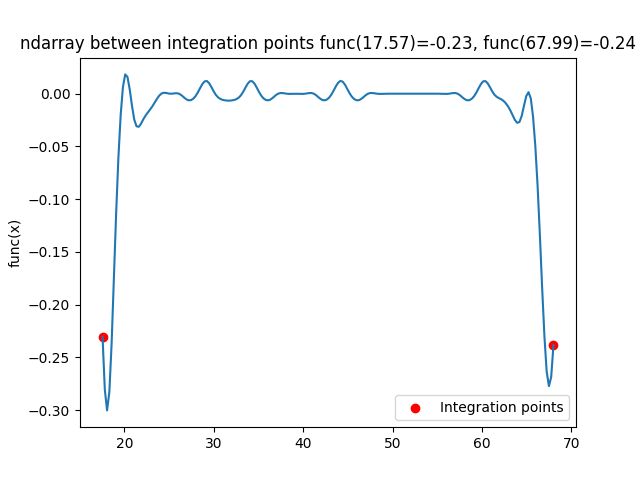 ndarray between integration points func(17.57)=-0.23, func(67.99)=-0.24
func(x)
0.00
−0.05
−0.10
−0.15
−0.20
−0.25
−0.30
Integration points
20 30 40 50 60 70